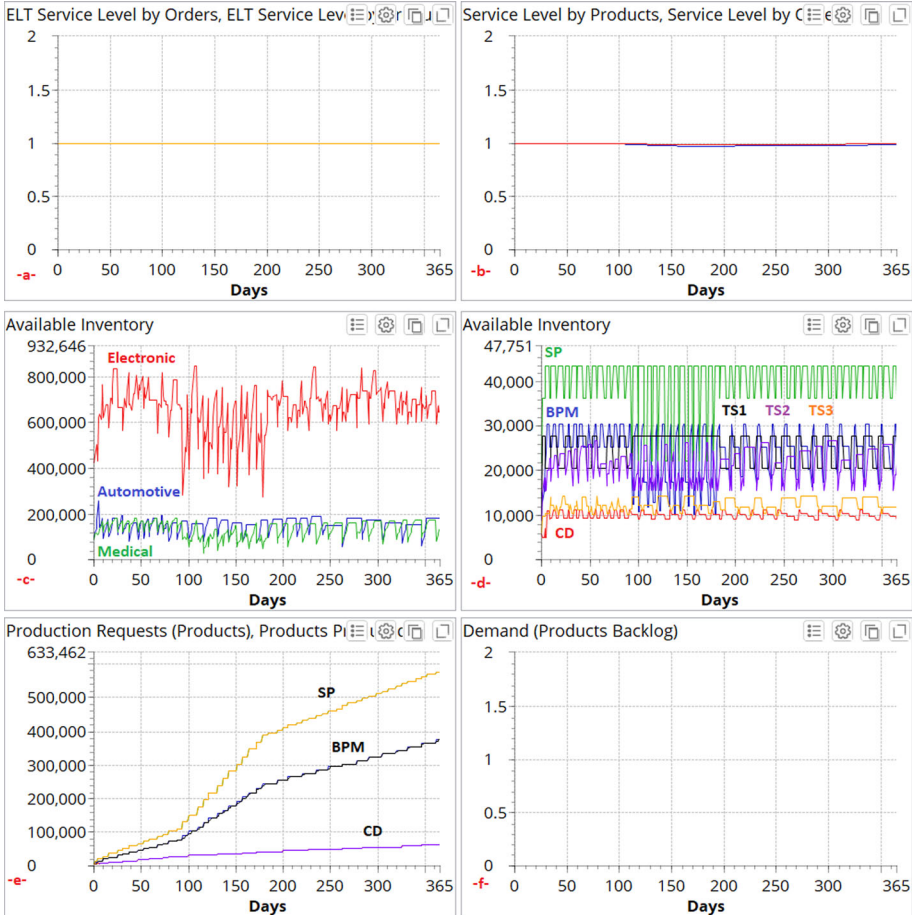 ELT Service Level by Orders, ELT Service Level by
2
1.5
1
0.5
0
-a-
0 50 100 150 200 250 300 365
Days
Service Level by Products, Service Level by
2
1.5
1
0.5
0
-b-
0 50 100 150 200 250 300 365
Days
Available Inventory
932,646
800,000
600,000
400,000
200,000
0
Electronic
Automotive
Medical
-c-
0 50 100 150 200 250 300 365
Days
Available Inventory
47,751
40,000
30,000
20,000
10,000
0
SP
BPM
TS1 TS2 TS3
CD
-d-
0 50 100 150 200 250 300 365
Days
Production Requests (Products), Products
633,462
500,000
400,000
300,000
200,000
100,000
0
SP
BPM
CD
-e-
0 50 100 150 200 250 300 365
Days
Demand (Products Backlog)
2
1.5
1
0.5
0
-f-
0 50 100 150 200 250 300 365
Days